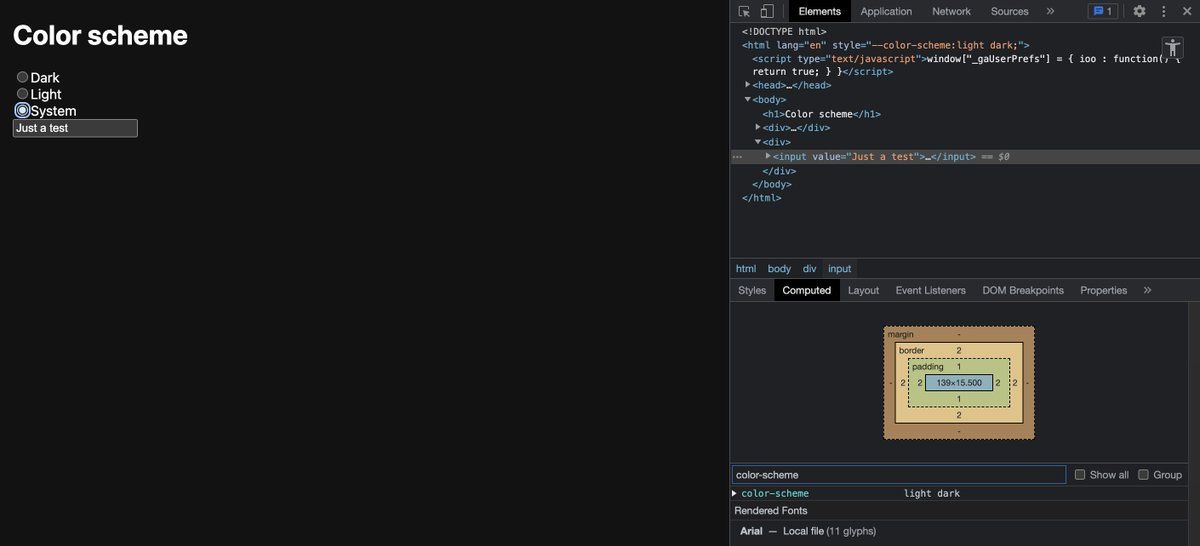 Color scheme
Dark
Light
System
Just a test
Elements Application Network Sources » 1
<!DOCTYPE html>
<html lang="en" style="--color-scheme:light dark;">
<script type="text/javascript">window["_gaUserPrefs"] = { ioo : function() {
return true; } }</script>
<head>…</head>
<body>
<h1>Color scheme</h1>
<div>…</div>
<div>
… <input value="Just a test">…</input> == $0
</div>
</body>
</html>
html body div input
Styles Computed Layout Event Listeners DOM Breakpoints Properties »
margin -
border 2
padding 1
- 2 2 139×15.500 2 2 -
1
2
-
color-scheme Show all Group
color-scheme light dark
Rendered Fonts
Arial — Local file (11 glyphs)